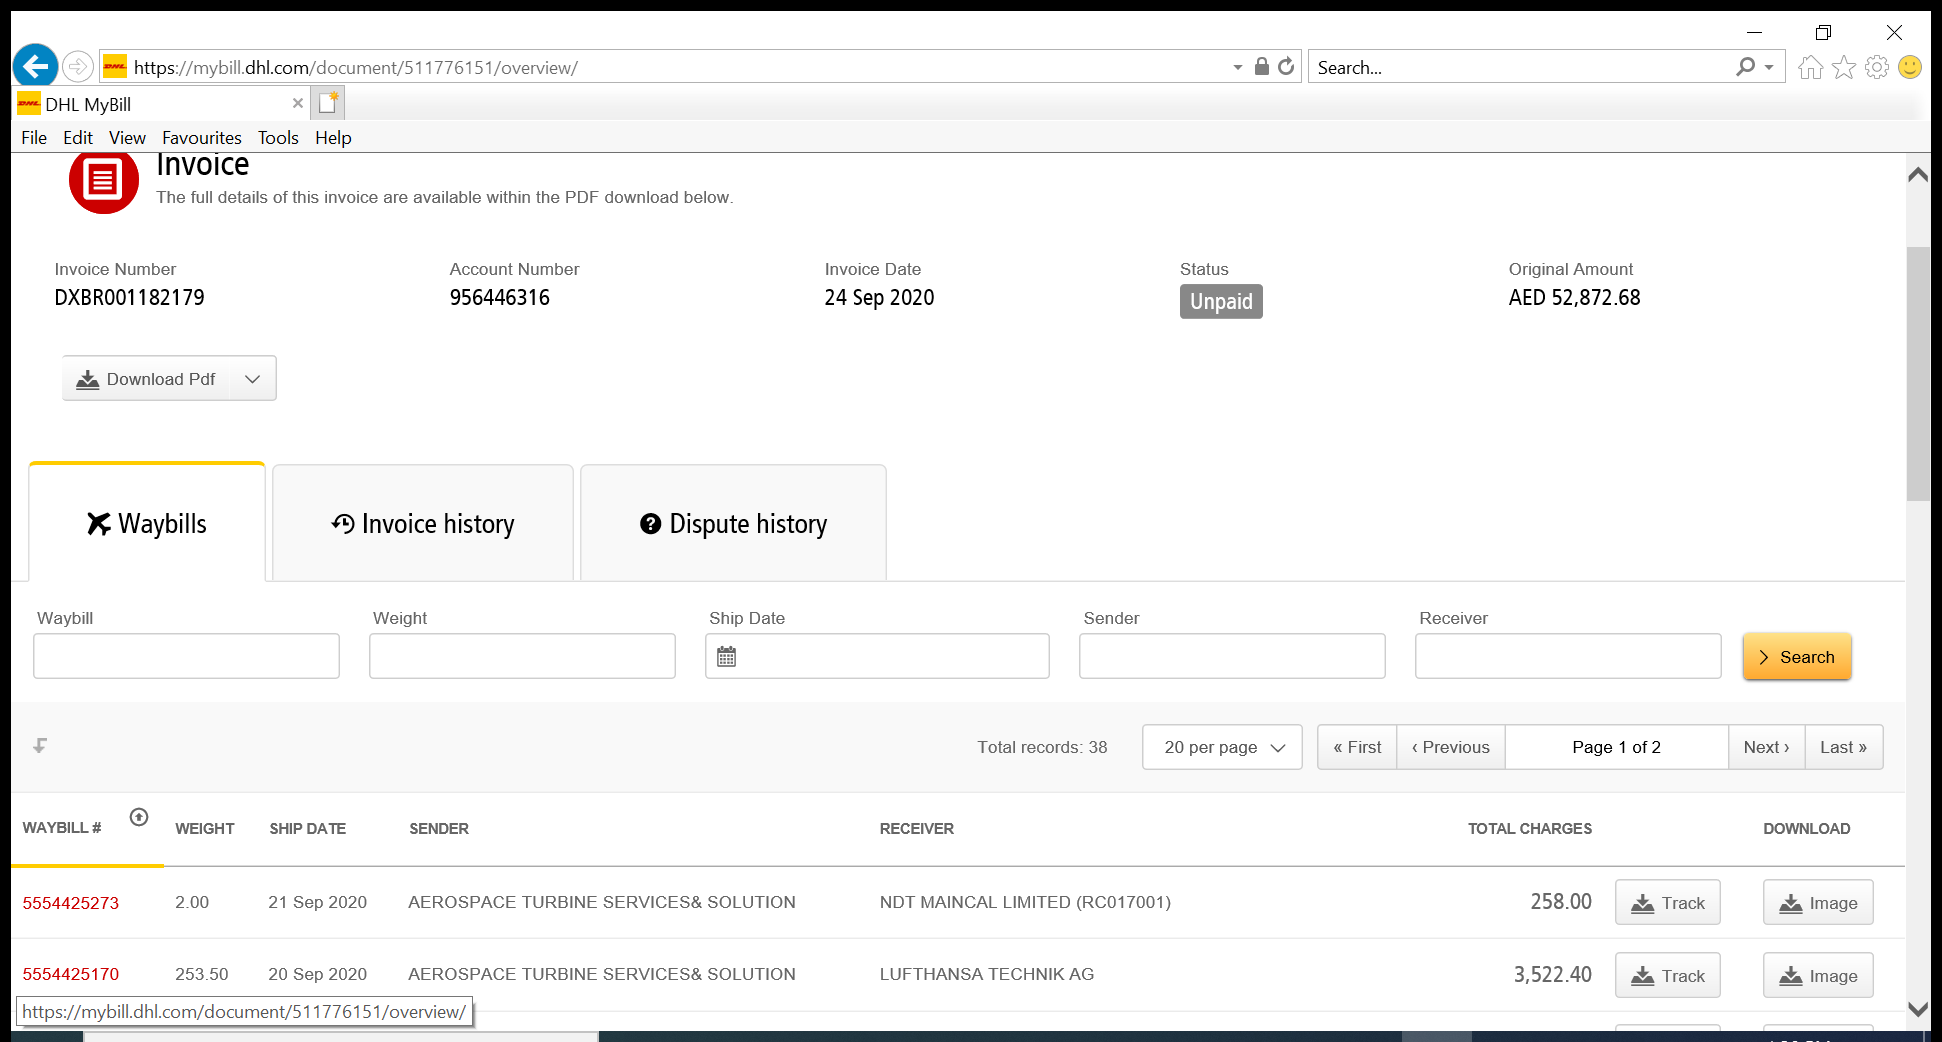 https://mybill.dhl.com/document/511776151/overview/
Search...
DHL MyBill
File Edit View Favourites Tools Help
Invoice
The full details of this invoice are available within the PDF download below.
Invoice Number Account Number Invoice Date Status Original Amount
DXBR001182179 956446316 24 Sep 2020 Unpaid AED 52,872.68
Download Pdf
Waybills Invoice history Dispute history
Waybill Weight Ship Date Sender Receiver
> Search
Total records: 38 20 per page « First ‹ Previous Page 1 of 2 Next › Last »
WAYBILL # WEIGHT SHIP DATE SENDER RECEIVER TOTAL CHARGES DOWNLOAD
5554425273 2.00 21 Sep 2020 AEROSPACE TURBINE SERVICES& SOLUTION NDT MAINCAL LIMITED (RC017001) 258.00 Track Image
5554425170 253.50 20 Sep 2020 AEROSPACE TURBINE SERVICES& SOLUTION LUFTHANSA TECHNIK AG 3,522.40 Track Image
https://mybill.dhl.com/document/511776151/overview/